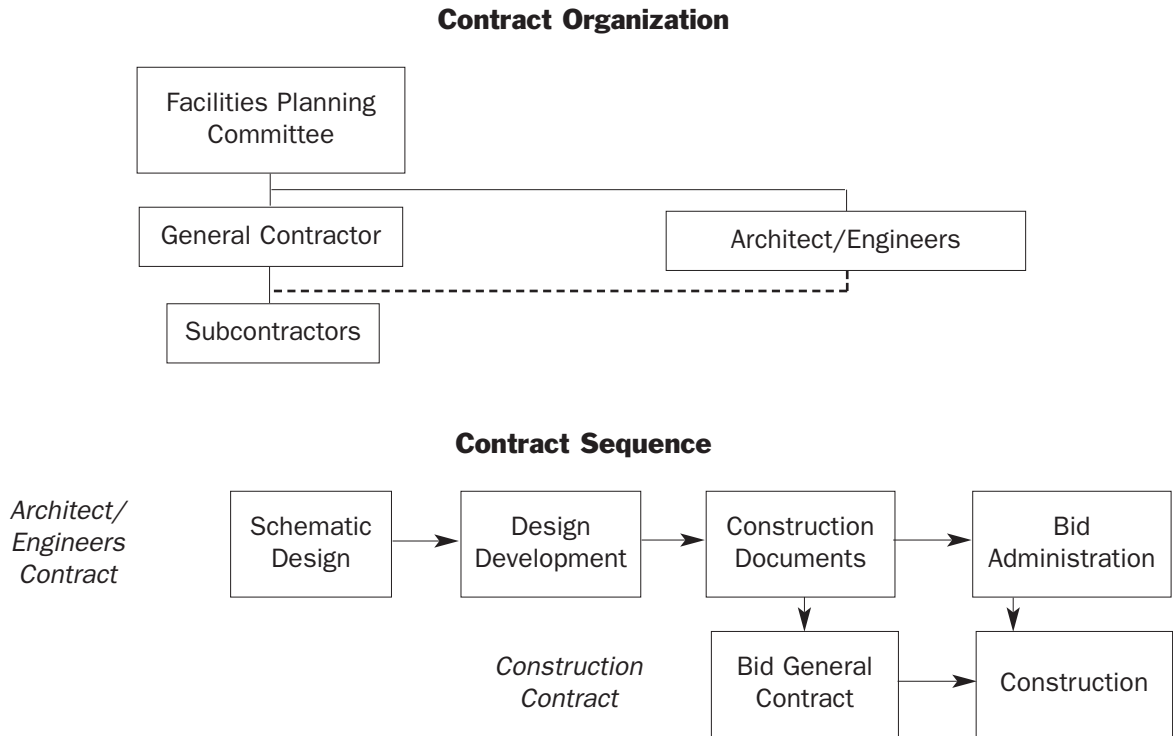 Contract Organization
Facilities Planning
Committee
General Contractor
Architect/Engineers
Subcontractors
Contract Sequence
Architect/
Engineers
Contract
Schematic
Design
Design
Development
Construction
Documents
Bid
Administration
Construction
Contract
Bid General
Contract
Construction